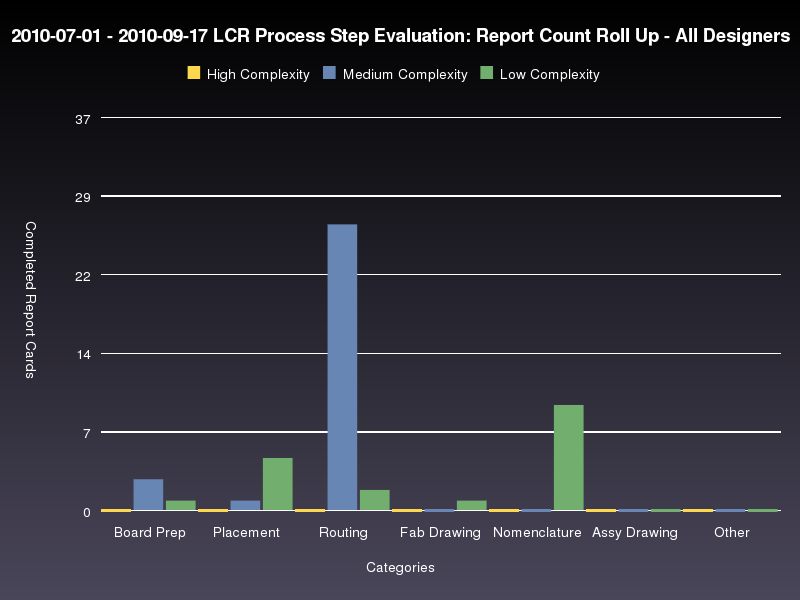 2010-07-01 - 2010-09-17 LCR Process Step Evaluation: Report Count Roll Up - All Designers
High Complexity Medium Complexity Low Complexity
37
29
22
14
7
0
Completed Report Cards
Board Prep Placement Routing Fab Drawing Nomenclature Assy Drawing Other
Categories